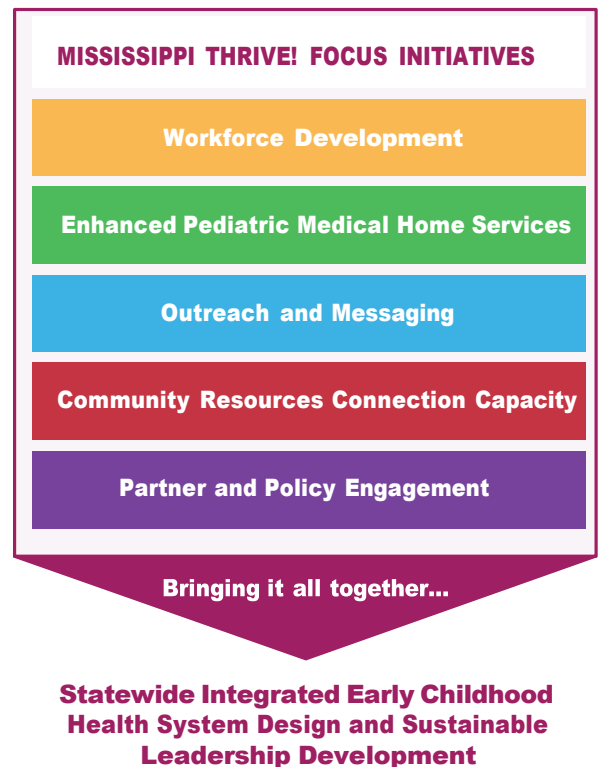 MISSISSIPPI THRIVE! FOCUS INITIATIVES
Workforce Development
Enhanced Pediatric Medical Home Services
Outreach and Messaging
Community Resources Connection Capacity
Partner and Policy Engagement
Bringing it all together...
Statewide Integrated Early Childhood
Health System Design and Sustainable
Leadership Development